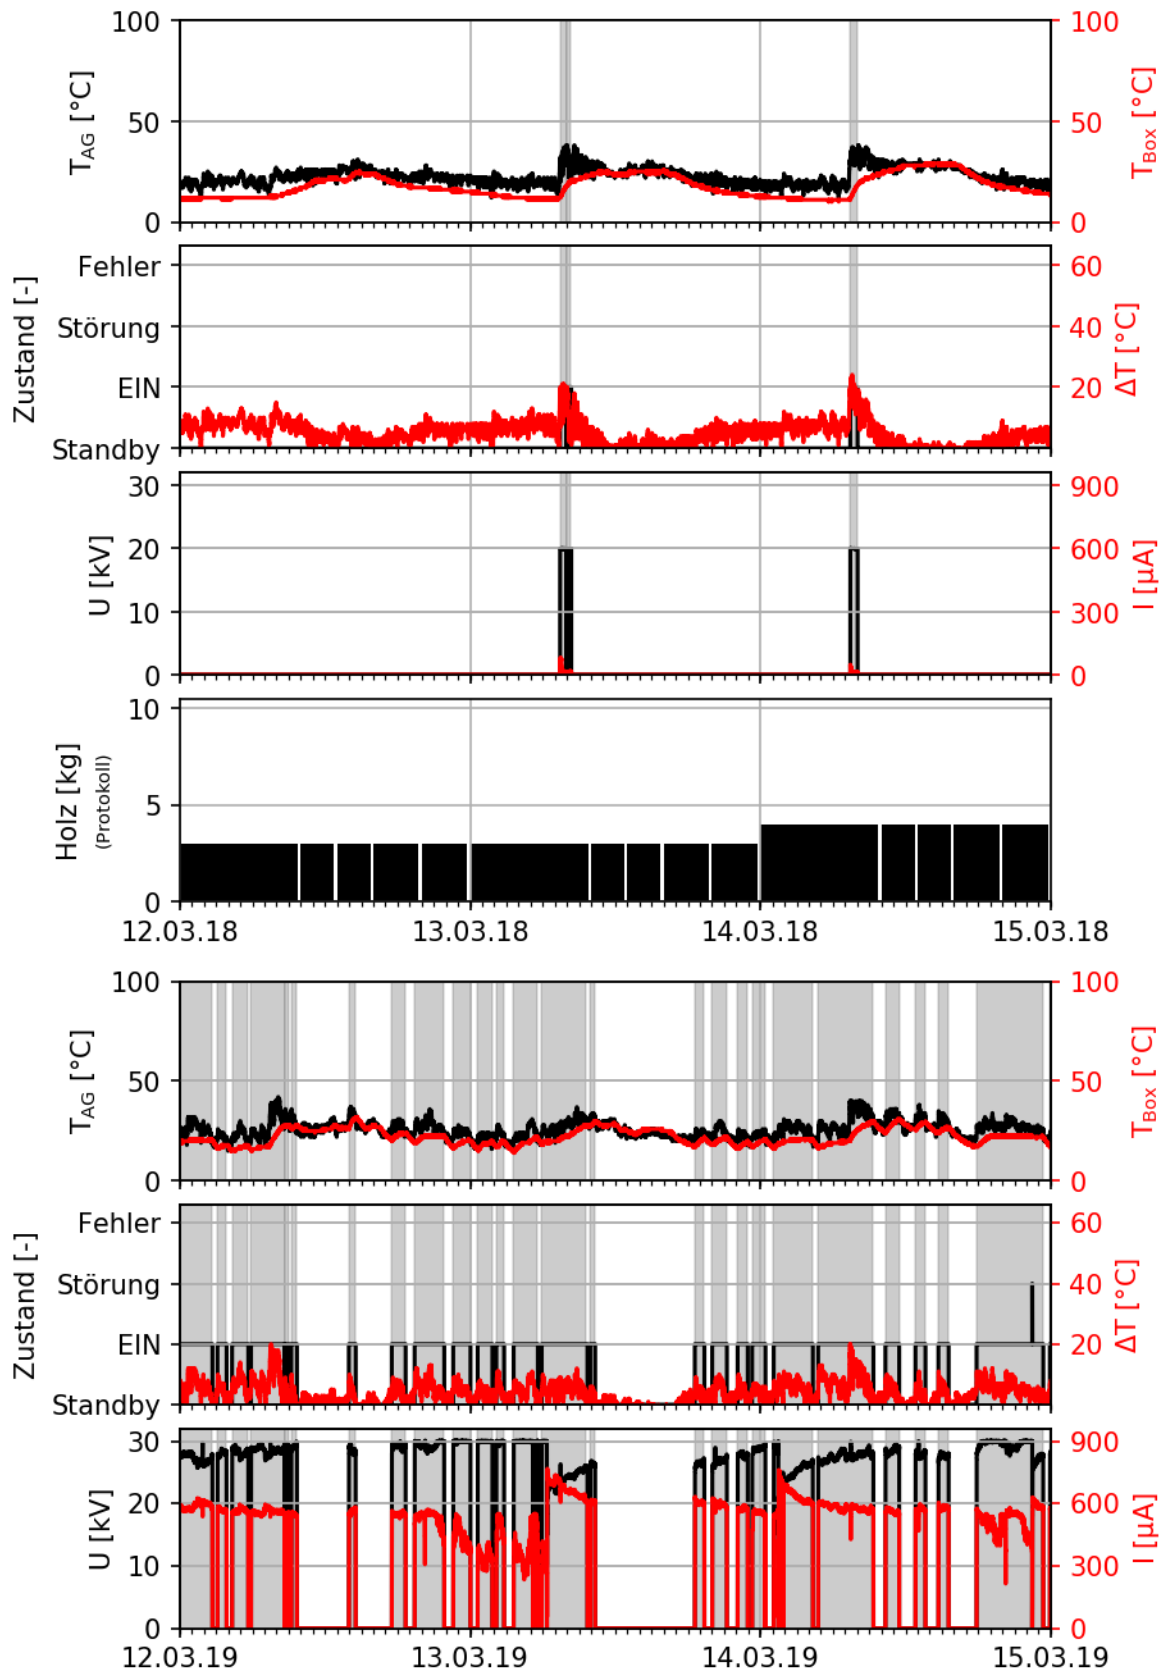 100
50
0
T_AG [°C]
100
50
0
T_Box [°C]
Fehler
Störung
EIN
Standby
Zustand [-]
60
40
20
ΔT [°C]
30
20
10
0
U [kV]
900
600
300
0
I [µA]
10
5
0
Holz [kg]
(Protokoll)
12.03.18 13.03.18 14.03.18 15.03.18
100
50
0
T_AG [°C]
100
50
0
T_Box [°C]
Fehler
Störung
EIN
Standby
Zustand [-]
60
40
20
0
ΔT [°C]
30
20
10
0
U [kV]
900
600
300
0
I [µA]
12.03.19 13.03.19 14.03.19 15.03.19